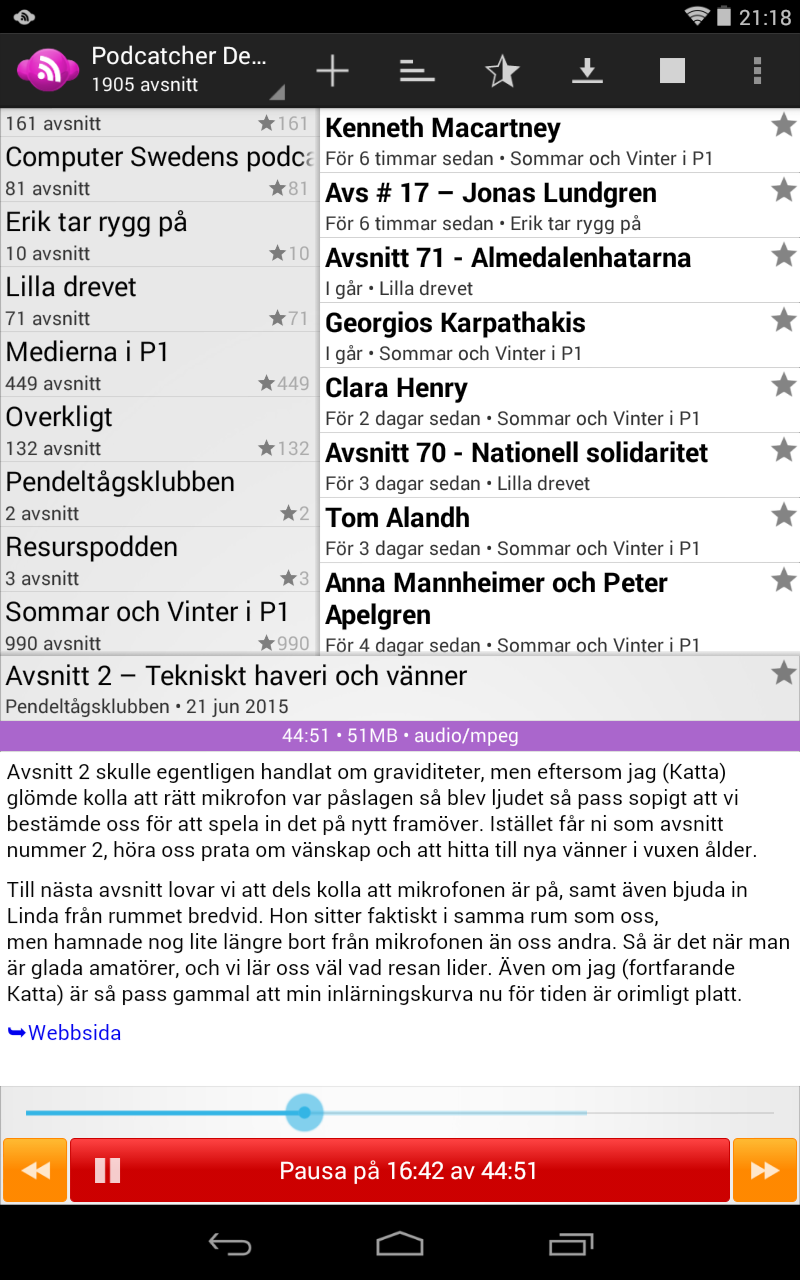 21:18
Podcatcher De...
1905 avsnitt
161 avsnitt
161
Computer Swedens podca
81 avsnitt
81
Erik tar rygg på
10 avsnitt
10
Lilla drevet
71 avsnitt
71
Medierna i P1
449 avsnitt
449
Overkligt
132 avsnitt
132
Pendeltågsklubben
2 avsnitt
2
Resurspodden
3 avsnitt
3
Sommar och Vinter i P1
990 avsnitt
990
Kenneth Macartney
För 6 timmar sedan • Sommar och Vinter i P1
Avs # 17 – Jonas Lundgren
För 6 timmar sedan • Erik tar rygg på
Avsnitt 71 - Almedalenhatarna
I går • Lilla drevet
Georgios Karpathakis
I går • Sommar och Vinter i P1
Clara Henry
För 2 dagar sedan • Sommar och Vinter i P1
Avsnitt 70 - Nationell solidaritet
För 3 dagar sedan • Lilla drevet
Tom Alandh
För 3 dagar sedan • Sommar och Vinter i P1
Anna Mannheimer och Peter
Apelgren
För 4 dagar sedan • Sommar och Vinter i P1
Avsnitt 2 – Tekniskt haveri och vänner
Pendeltågsklubben • 21 jun 2015
44:51 • 51MB • audio/mpeg
Avsnitt 2 skulle egentligen handlat om graviditeter, men eftersom jag (Katta)
glömde kolla att rätt mikrofon var påslagen så blev ljudet så pass sopigt att vi
bestämde oss för att spela in det på nytt framöver. Istället får ni som avsnitt
nummer 2, höra oss prata om vänskap och att hitta till nya vänner i vuxen ålder.
Till nästa avsnitt lovar vi att dels kolla att mikrofonen är på, samt även bjuda in
Linda från rummet bredvid. Hon sitter faktiskt i samma rum som oss,
men hamnade nog lite längre bort från mikrofonen än oss andra. Så är det när man
är glada amatörer, och vi lär oss väl vad resan lider. Även om jag (fortfarande
Katta) är så pass gammal att min inlärningskurva nu för tiden är orimligt platt.
➥Webbsida
Pausa på 16:42 av 44:51